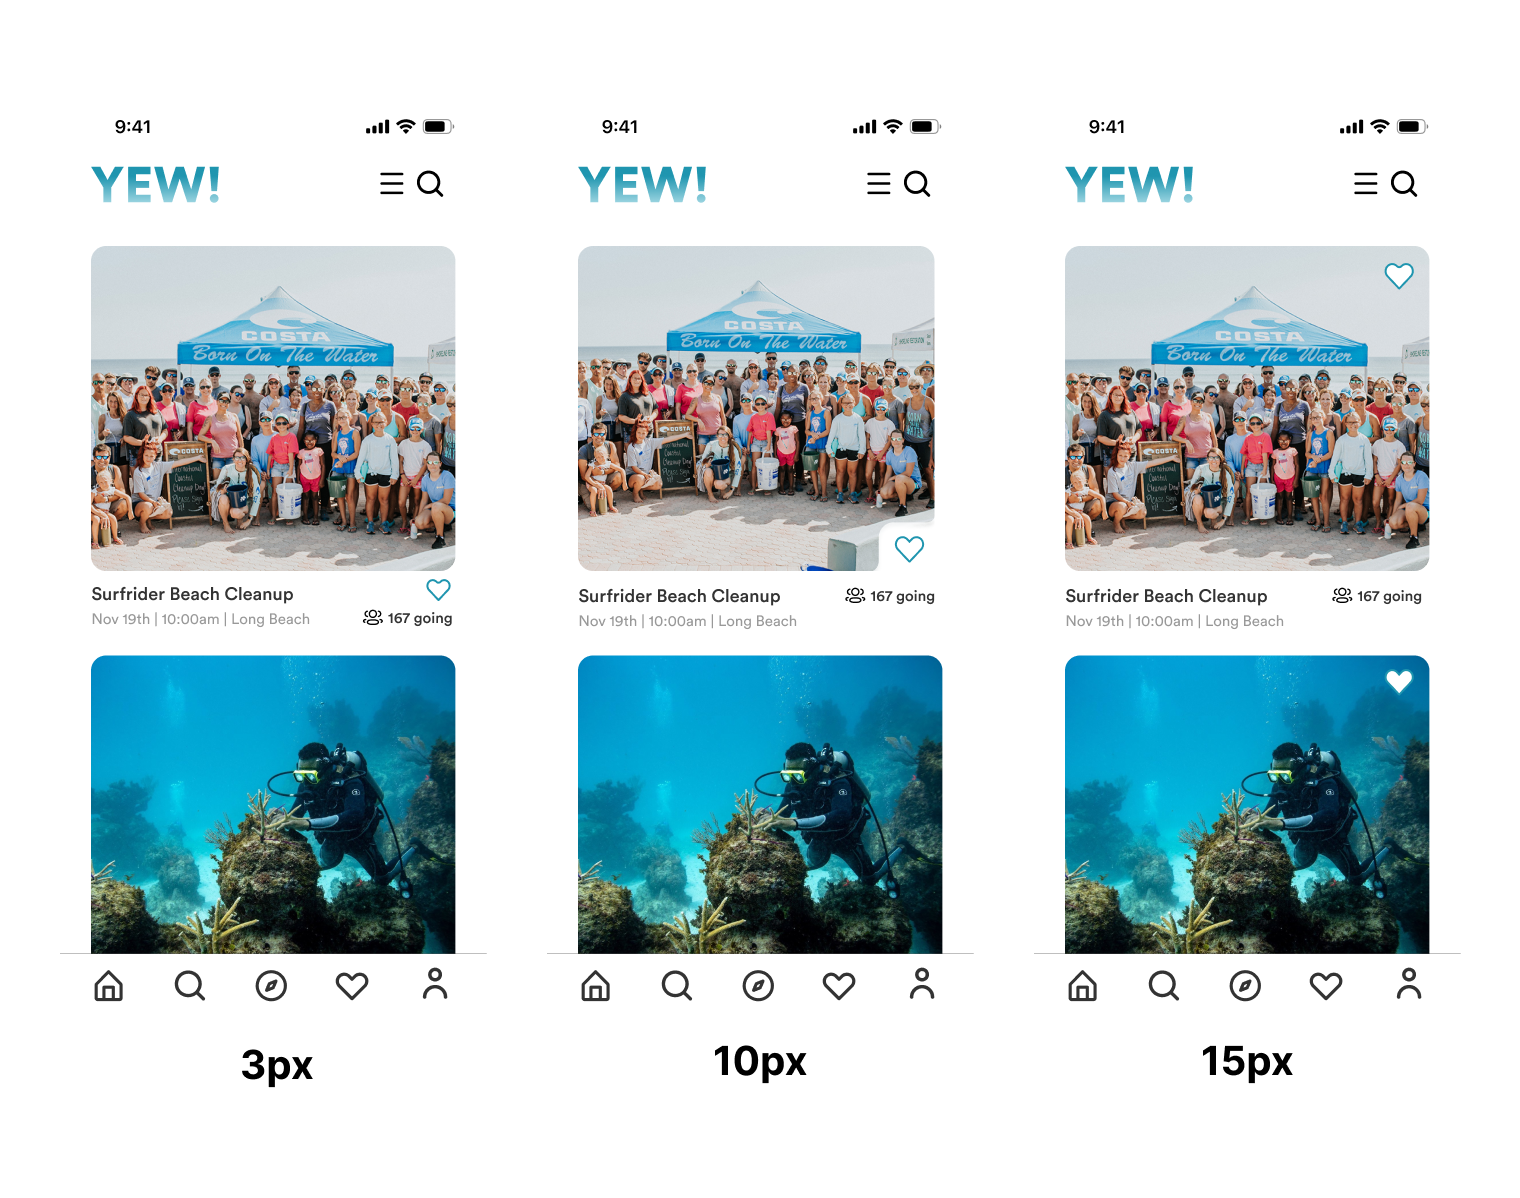 9:41
YEW!
COSTA
Born On The Water
COSTA
Surfrider Beach Cleanup
Nov 19th | 10:00am | Long Beach
167 going
3px
9:41
YEW!
COSTA
Born On The Water
COSTA
Surfrider Beach Cleanup
167 going
Nov 19th | 10:00am | Long Beach
10px
9:41
YEW!
COSTA
Born On The Water
COSTA
Surfrider Beach Cleanup
167 going
Nov 19th | 10:00am | Long Beach
15px